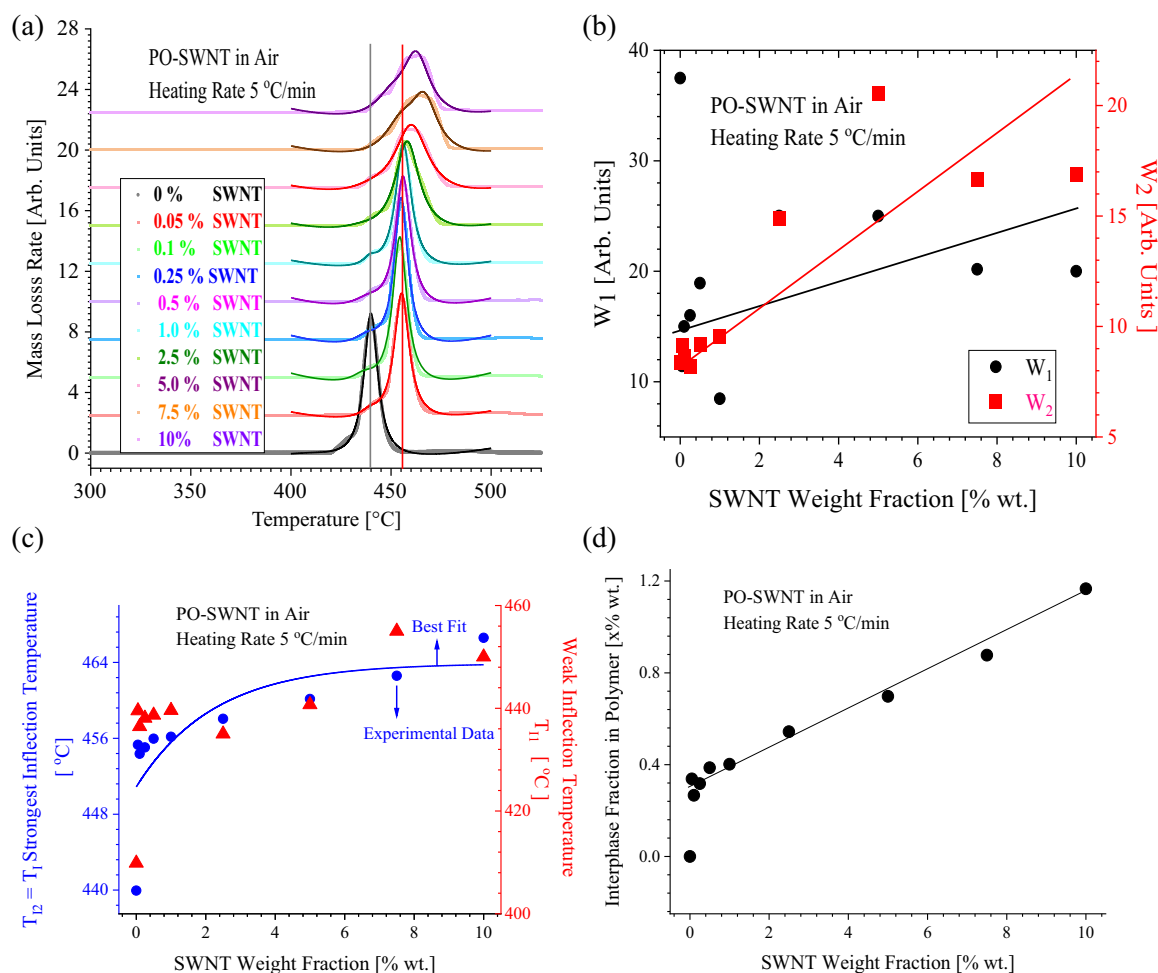 (a)
28
24
20
16
12
8
4
0
Mass Losss Rate [Arb. Units]
PO-SWNT in Air
Heating Rate 5 °C/min
0 % SWNT
0.05 % SWNT
0.1 % SWNT
0.25 % SWNT
0.5 % SWNT
1.0 % SWNT
2.5 % SWNT
5.0 % SWNT
7.5 % SWNT
10% SWNT
300 350 400 450 500
Temperature [°C]
(b)
40
30
20
10
W1 [Arb. Units]
PO-SWNT in Air
Heating Rate 5 °C/min
W1
W2
20
15
10
5
W2 [Arb. Units ]
0 2 4 6 8 10
SWNT Weight Fraction [% wt.]
(c)
464
456
448
440
TI2 = TI Strongest Inflection Temperature
[ °C]
PO-SWNT in Air
Heating Rate 5 °C/min
Best Fit
Experimental Data
460
440
420
400
Weak Inflection Temperature
TI1
[ °C ]
0 2 4 6 8 10
SWNT Weight Fraction [% wt.]
(d)
1.2
0.8
0.4
0.0
Interphase Fraction in Polymer [x% wt.]
PO-SWNT in Air
Heating Rate 5 °C/min
0 2 4 6 8 10
SWNT Weight Fraction [% wt.]